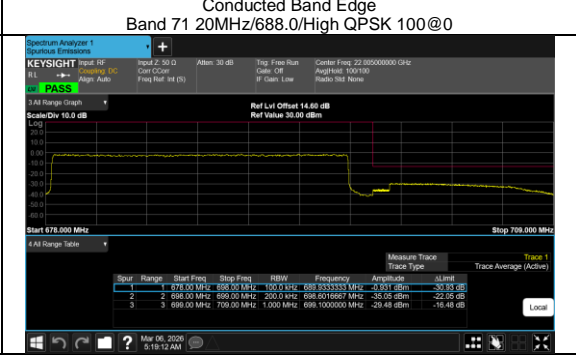 Conducted Band Edge
Band 71 20MHz/688.0/High QPSK 100@0
Spectrum Analyzer 1
Spurious Emissions
KEYSIGHT Input: RF Input Z: 50 Ω Atten: 30 dB Trig: Free Run Center Freq: 22.805000000 GHz
R L Coupling: DC Corr CCorr Gate: Off Avg|Hold: 100/100
Align: Auto Freq Ref: Int (S) IF Gain: Low Radio Std: None
PASS
3 All Range Graph
Scale/Div 10.0 dB Ref Lvl Offset 14.60 dB
Ref Value 30.00 dBm
Log
20.0
10.0
0.00
-10.0
-20.0
-30.0
-40.0
-50.0
-60.0
Start 678.000 MHz Stop 709.000 MHz
4 All Range Table
Measure Trace Trace 1
Trace Type Trace Average (Active)
Spur Range Start Freq Stop Freq RBW Frequency Amplitude ΔLimit
1 1 678.00 MHz 698.00 MHz 100.0 kHz 689.9333333 MHz -0.931 dBm -30.93 dB
2 2 698.00 MHz 699.00 MHz 200.0 kHz 698.6016667 MHz -35.05 dBm -22.05 dB
3 3 699.00 MHz 709.00 MHz 1.000 MHz 699.1000000 MHz -29.48 dBm -16.48 dB
Local
Mar 06, 2026
5:19:12 AM